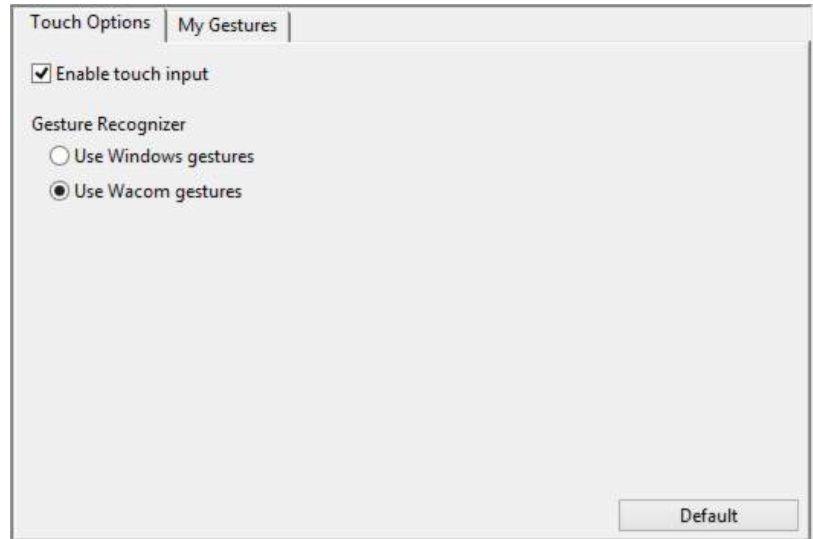 Touch Options
My Gestures
Enable touch input
Gesture Recognizer
Use Windows gestures
Use Wacom gestures
Default